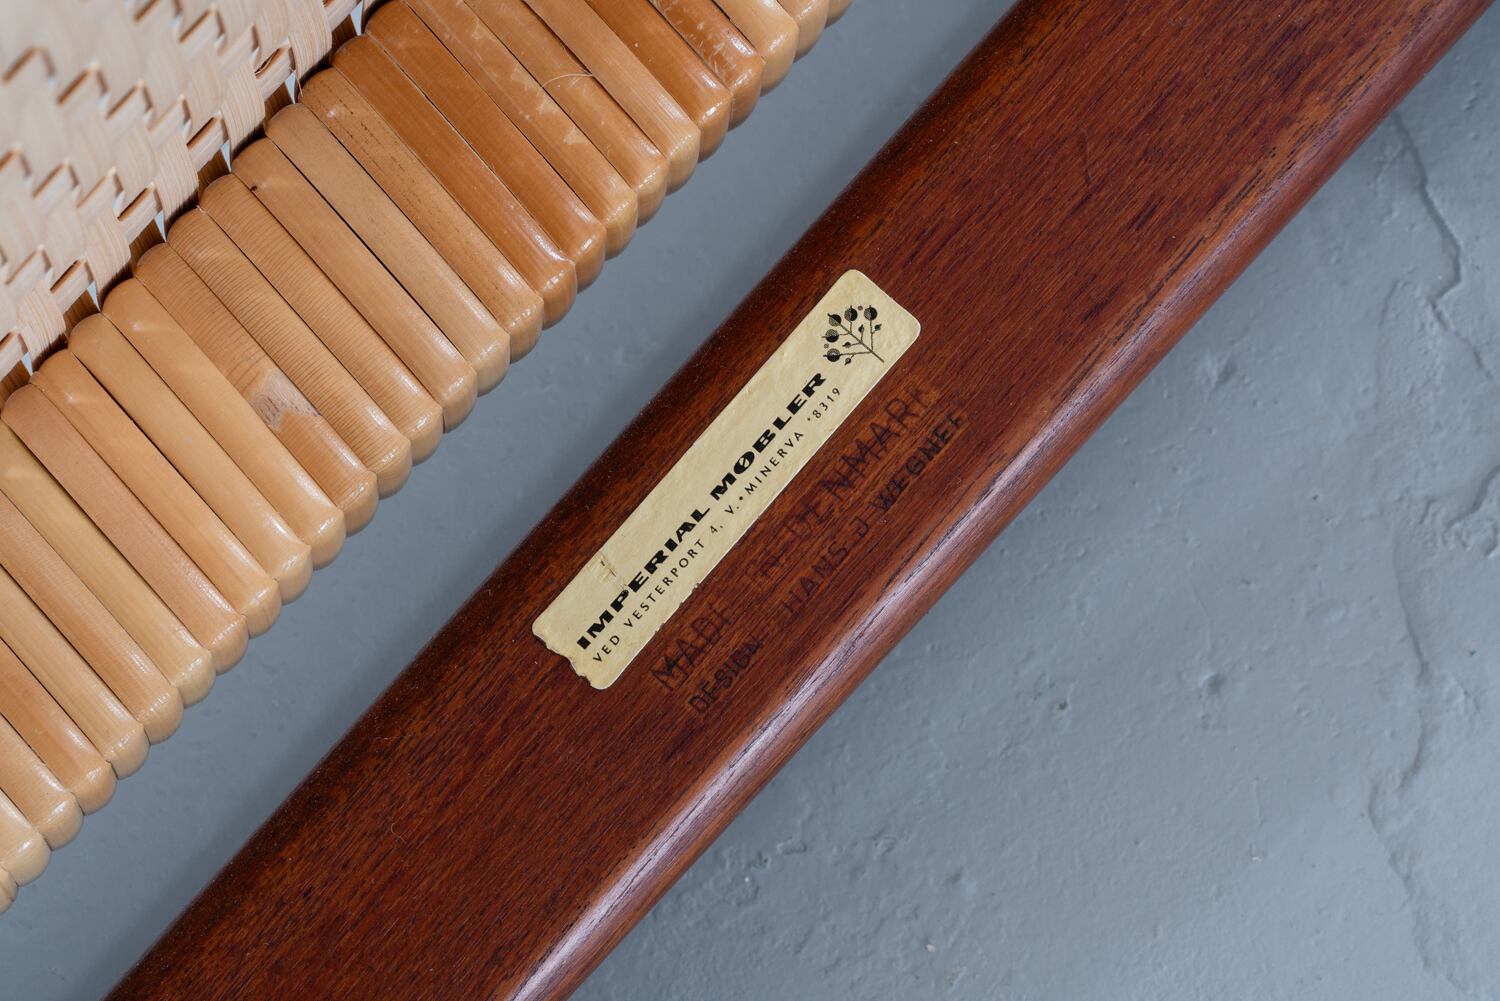 IMPERIAL MØBLER
VED VESTERPORT 4. V. • MINERVA *8319
MADE IN DENMARK
DESIGN HANS J WEGNER